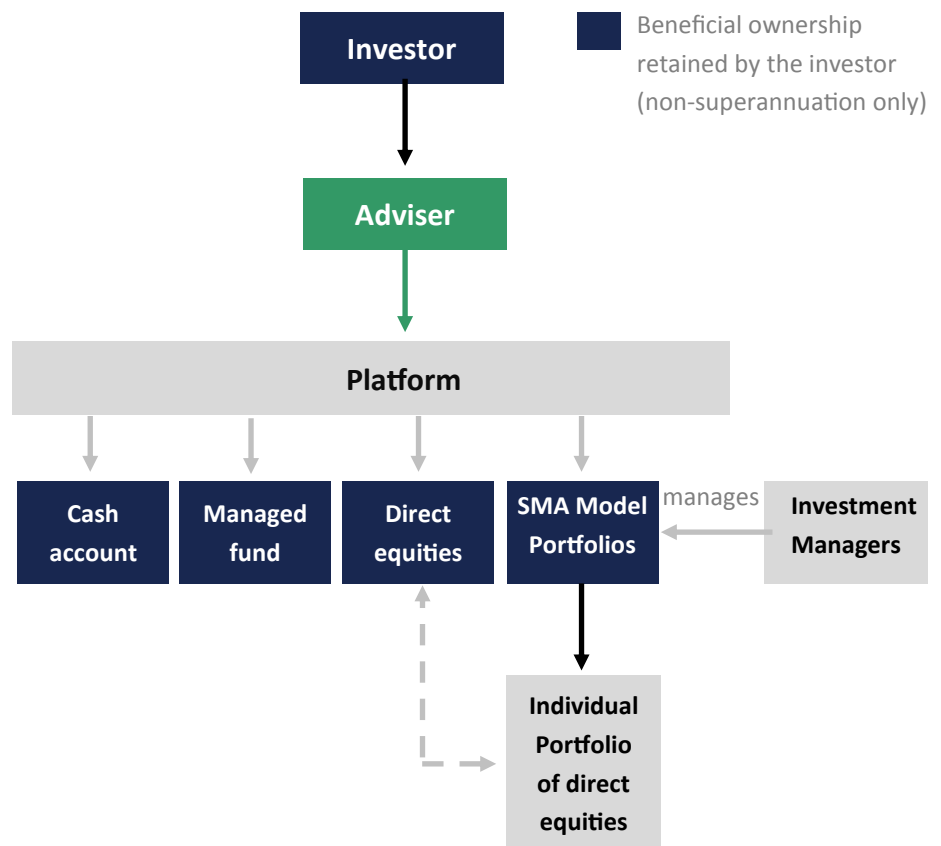 Investor
Beneficial ownership
retained by the investor
(non-superannuation only)
Adviser
Platform
Cash
account
Managed
fund
Direct
equities
SMA Model
Portfolios
manages
Investment
Managers
Individual
Portfolio
of direct
equities